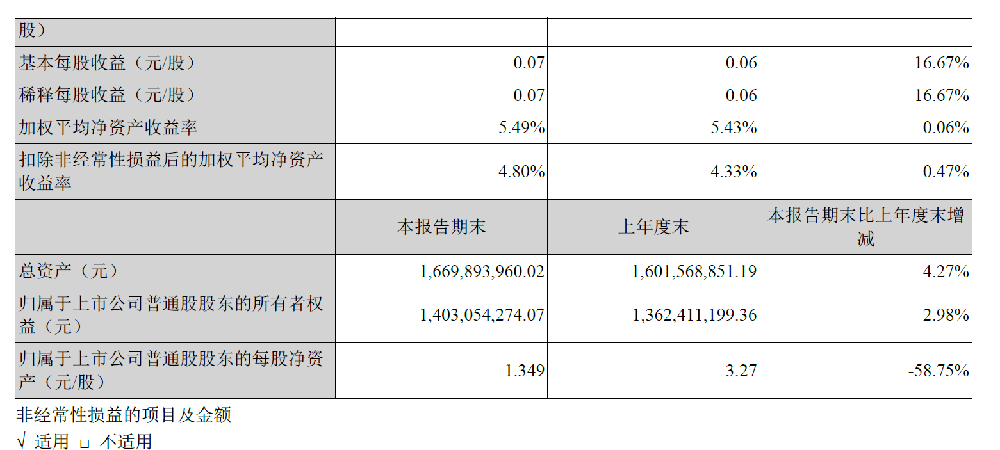 股）
基本每股收益（元/股） 0.07 0.06 16.67%
稀释每股收益（元/股） 0.07 0.06 16.67%
加权平均净资产收益率 5.49% 5.43% 0.06%
扣除非经常性损益后的加权平均净资产
收益率 4.80% 4.33% 0.47%
本报告期末 上年度末 本报告期末比上年度末增
减
总资产（元） 1,669,893,960.02 1,601,568,851.19 4.27%
归属于上市公司普通股股东的所有者权
益（元） 1,403,054,274.07 1,362,411,199.36 2.98%
归属于上市公司普通股股东的每股净资
产（元/股） 1.349 3.27 -58.75%
非经常性损益的项目及金额
√ 适用 □ 不适用